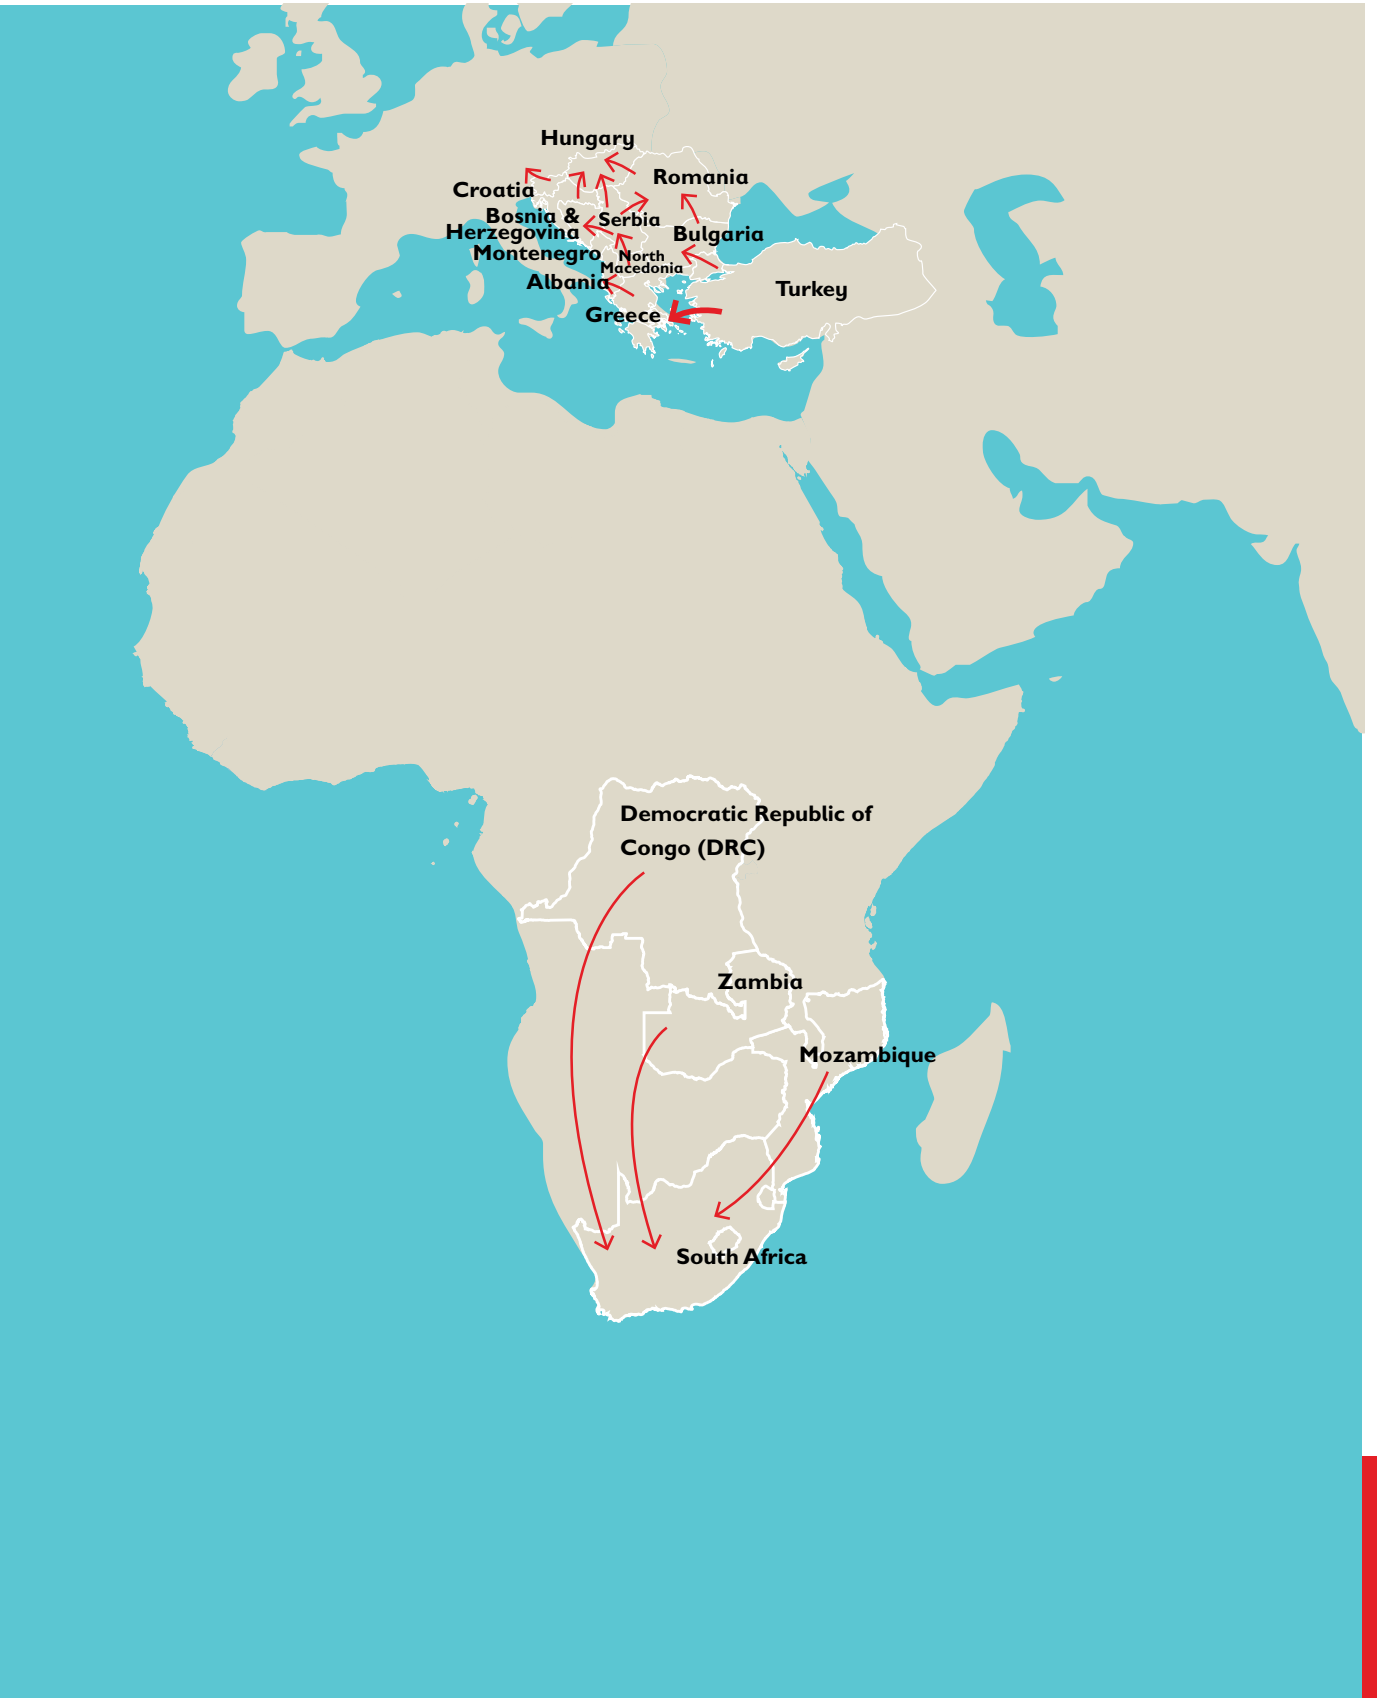 Hungary
Romania
Croatia
Bosnia &
Herzegovina
Serbia
Bulgaria
Montenegro
North
Macedonia
Albania
Turkey
Greece
Democratic Republic of
Congo (DRC)
Zambia
Mozambique
South Africa